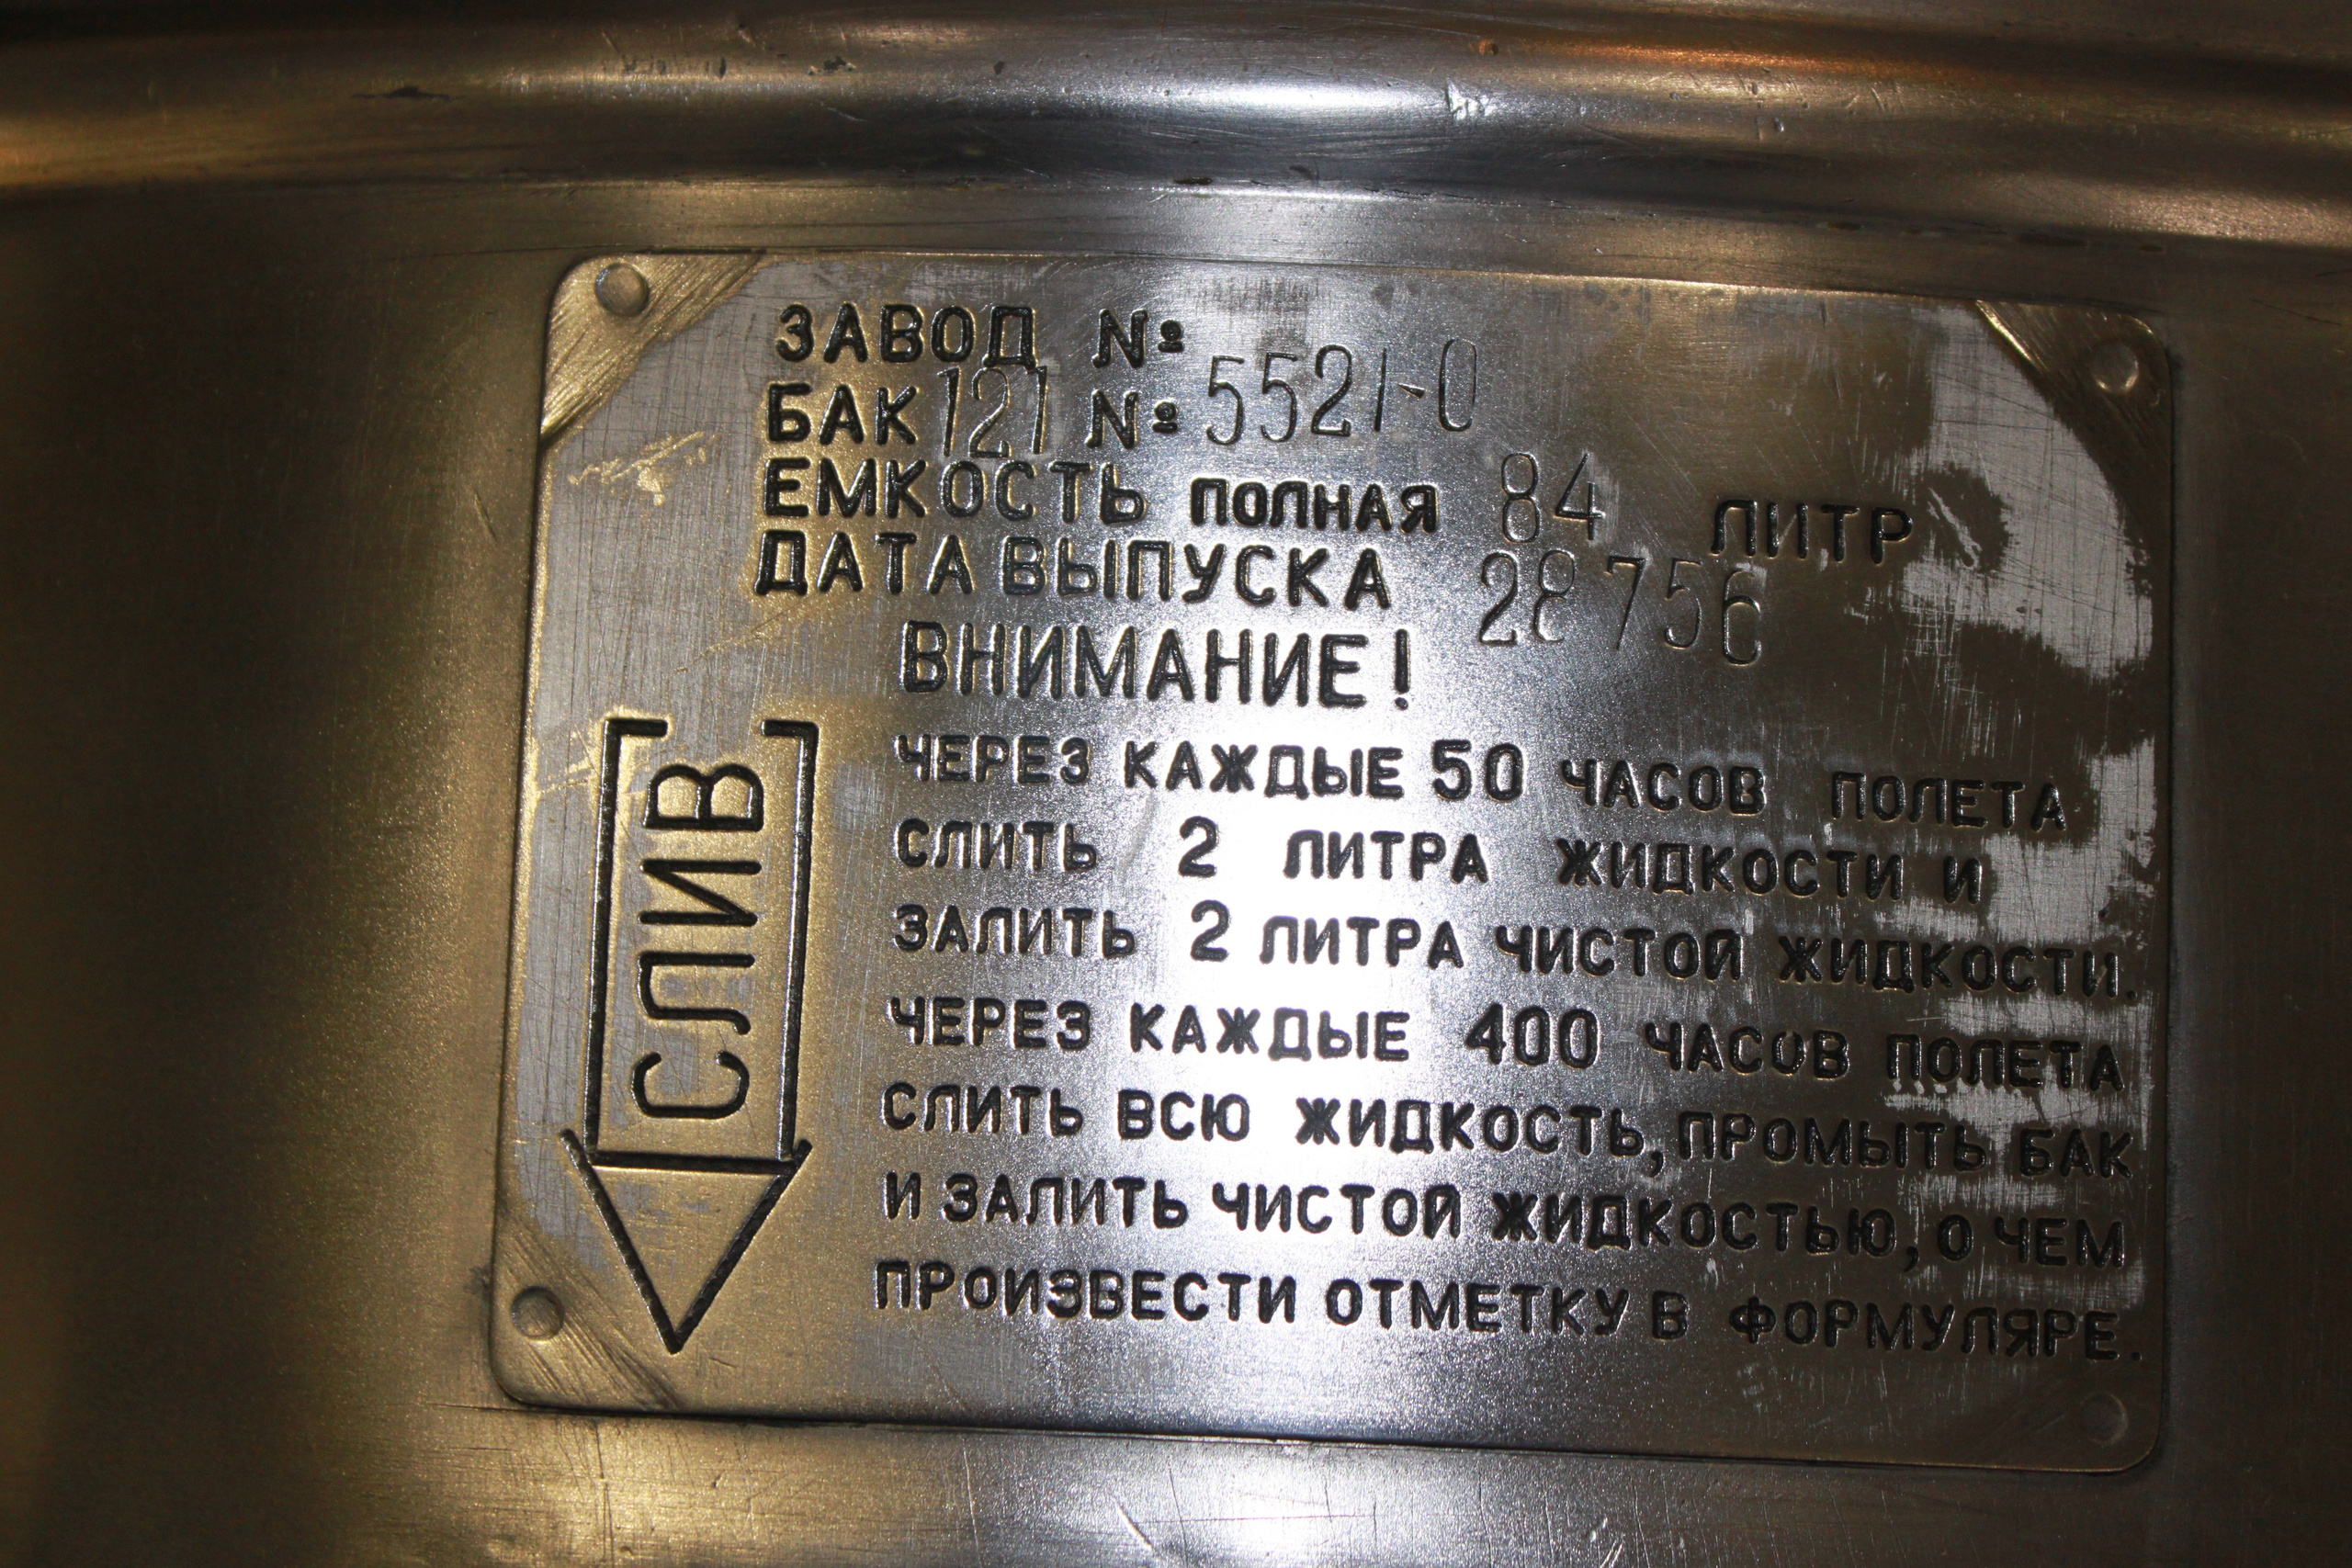 ЗАВОД №
БАК 121 № 5521-0
ЕМКОСТЬ ПОЛНАЯ 84 ЛИТР
ДАТА ВЫПУСКА 28 7 56
ВНИМАНИЕ!
СЛИВ
ЧЕРЕЗ КАЖДЫЕ 50 ЧАСОВ ПОЛЕТА
СЛИТЬ 2 ЛИТРА ЖИДКОСТИ И
ЗАЛИТЬ 2 ЛИТРА ЧИСТОЙ ЖИДКОСТИ.
ЧЕРЕЗ КАЖДЫЕ 400 ЧАСОВ ПОЛЕТА
СЛИТЬ ВСЮ ЖИДКОСТЬ, ПРОМЫТЬ БАК
И ЗАЛИТЬ ЧИСТОЙ ЖИДКОСТЬЮ, О ЧЕМ
ПРОИЗВЕСТИ ОТМЕТКУ В ФОРМУЛЯРЕ.